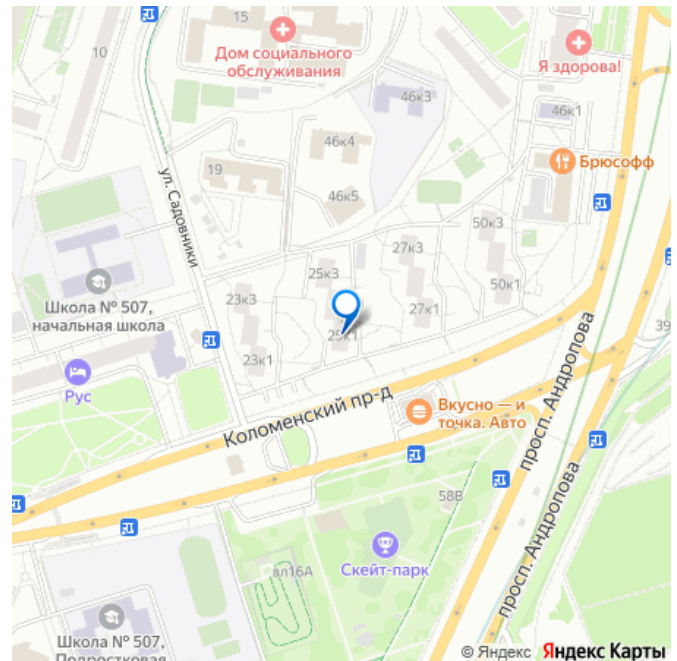 15
10
Дом социального
обслуживания
Я здорова!
46к3
46к1
46к4
Брюсофф
19
ул. Садовники
46к5
50к3
27к3
25к3
Школа № 507,
начальная школа
23к3
27к1
50к1
25к1
39
23к1
Рус
Коломенский пр-д
Вкусно — и
точка. Авто
просп. Андропова
58В
просп. Андропова
вл16А
Скейт-парк
Школа № 507,
Подростковая
© Яндекс Яндекс Карты